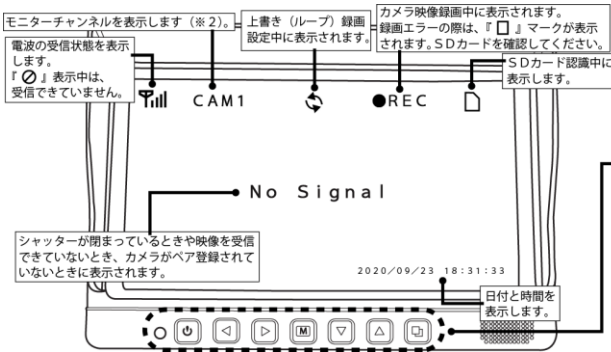 モニターチャンネルを表示します（※２）。
上書き（ループ）録画
設定中に表示されます。
カメラ映像録画中に表示されます。
録画エラーの際は、『 □ 』マークが表示
されます。ＳＤカードを確認してください。
電波の受信状態を表示
します。
『 ⊘ 』表示中は、
受信できていません。
ＳＤカード認識中に
表示します。
CAM1
●REC
No Signal
シャッターが閉まっているときや映像を受信
できていないとき、カメラがペア登録されて
いないときに表示されます。
2020/09/23 18:31:33
日付と時間を
表示します。
M